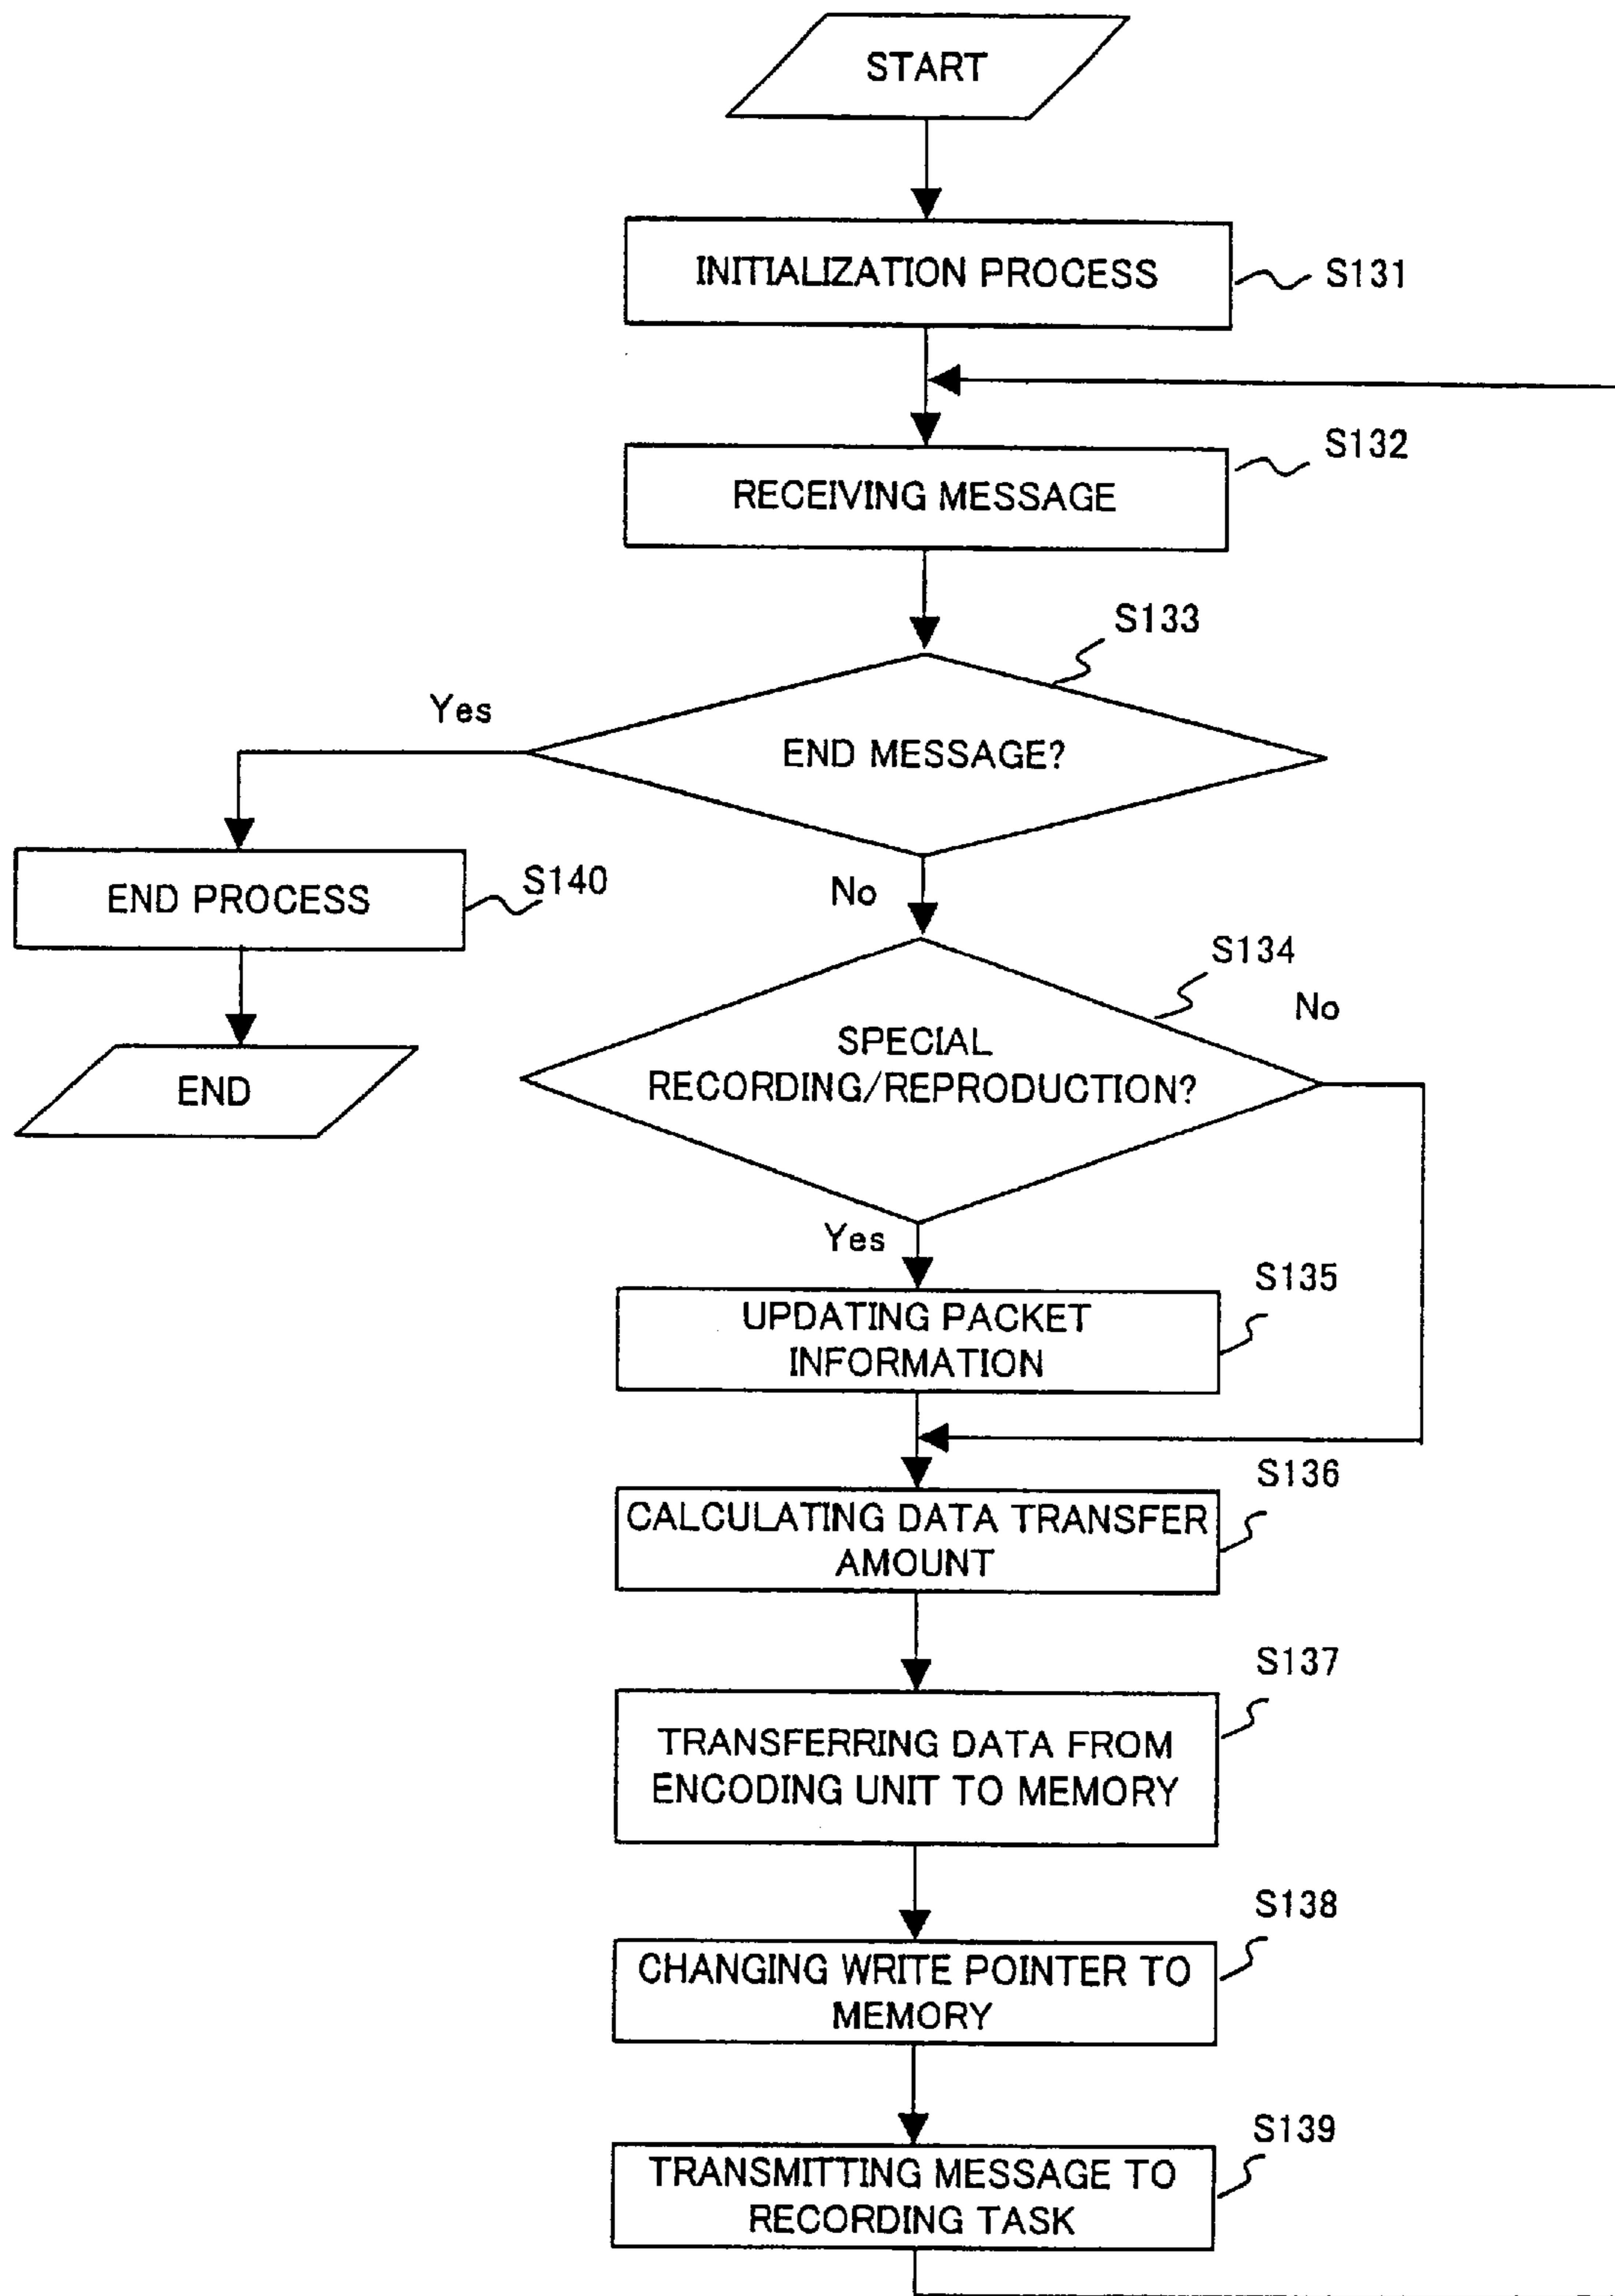 START
INITIALIZATION PROCESS
S131
S132
RECEIVING MESSAGE
S133
Yes
END MESSAGE?
END PROCESS
S140
No
S134
No
SPECIAL
RECORDING/REPRODUCTION?
END
Yes
S135
UPDATING PACKET
INFORMATION
S136
CALCULATING DATA TRANSFER
AMOUNT
S137
TRANSFERRING DATA FROM
ENCODING UNIT TO MEMORY
S138
CHANGING WRITE POINTER TO
MEMORY
S139
TRANSMITTING MESSAGE TO
RECORDING TASK